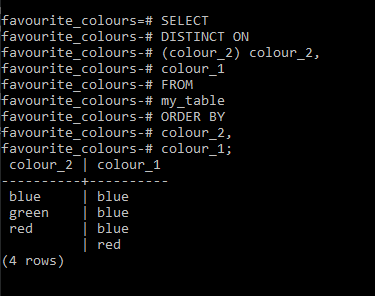 favourite_colours=# SELECT
favourite_colours-# DISTINCT ON
favourite_colours-# (colour_2) colour_2,
favourite_colours-# colour_1
favourite_colours-# FROM
favourite_colours-# my_table
favourite_colours-# ORDER BY
favourite_colours-# colour_2,
favourite_colours-# colour_1;
 colour_2 | colour_1
----------+----------
 blue     | blue
 green    | blue
 red      | blue
          | red
(4 rows)